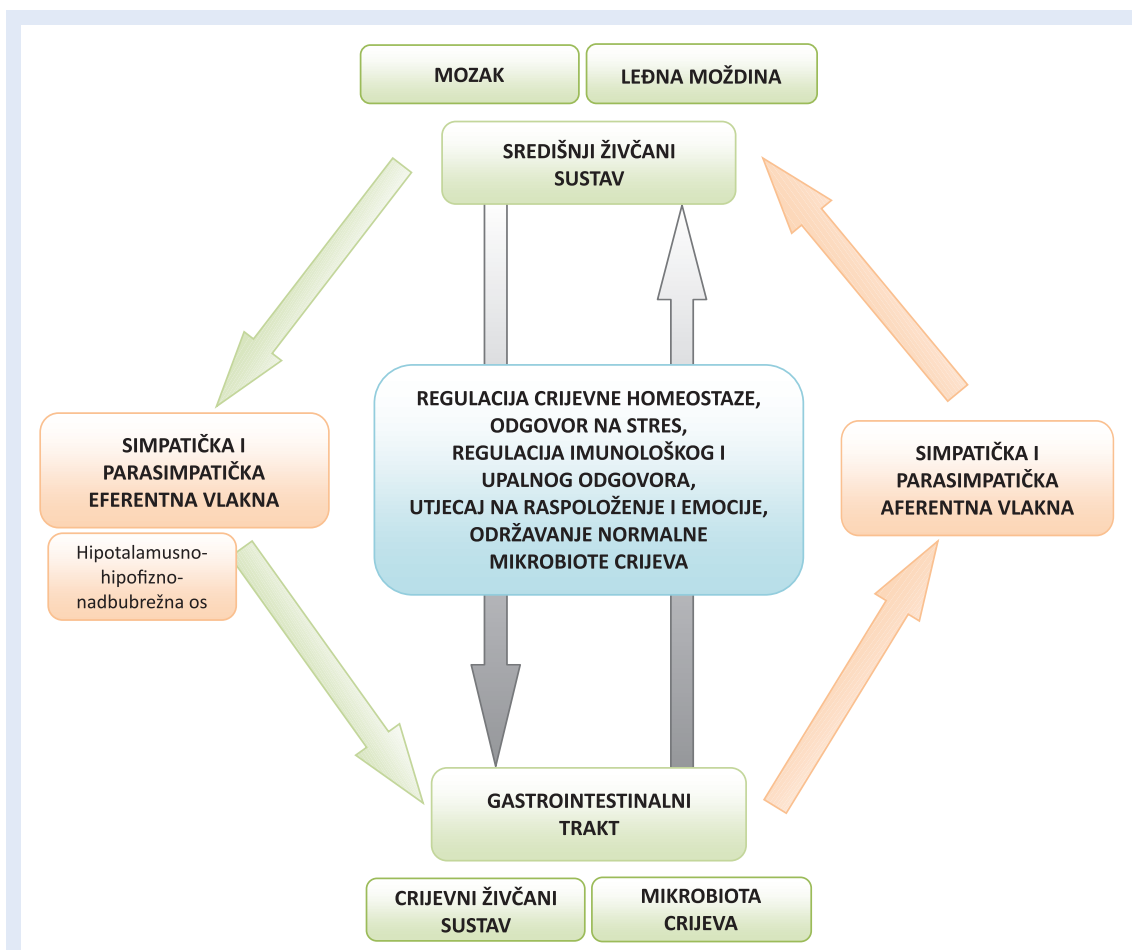 MOZAK
LEĐNA MOŽDINA
SREDIŠNJI ŽIVČANI
SUSTAV
REGULACIJA CRIJEVNE HOMEOSTAZE,
ODGOVOR NA STRES,
REGULACIJA IMUNOLOŠKOG I
UPALNOG ODGOVORA,
UTJECAJ NA RASPOLOŽENJE I EMOCIJE,
ODRŽAVANJE NORMALNE
MIKROBIOTE CRIJEVA
SIMPATIČKA I
PARASIMPATIČKA
EFERENTNA VLAKNA
Hipotalamusno-
hipofizno-
nadbubrežna os
SIMPATIČKA I
PARASIMPATIČKA
AFERENTNA VLAKNA
GASTROINTESTINALNI
TRAKT
CRIJEVNI ŽIVČANI
SUSTAV
MIKROBIOTA
CRIJEVA